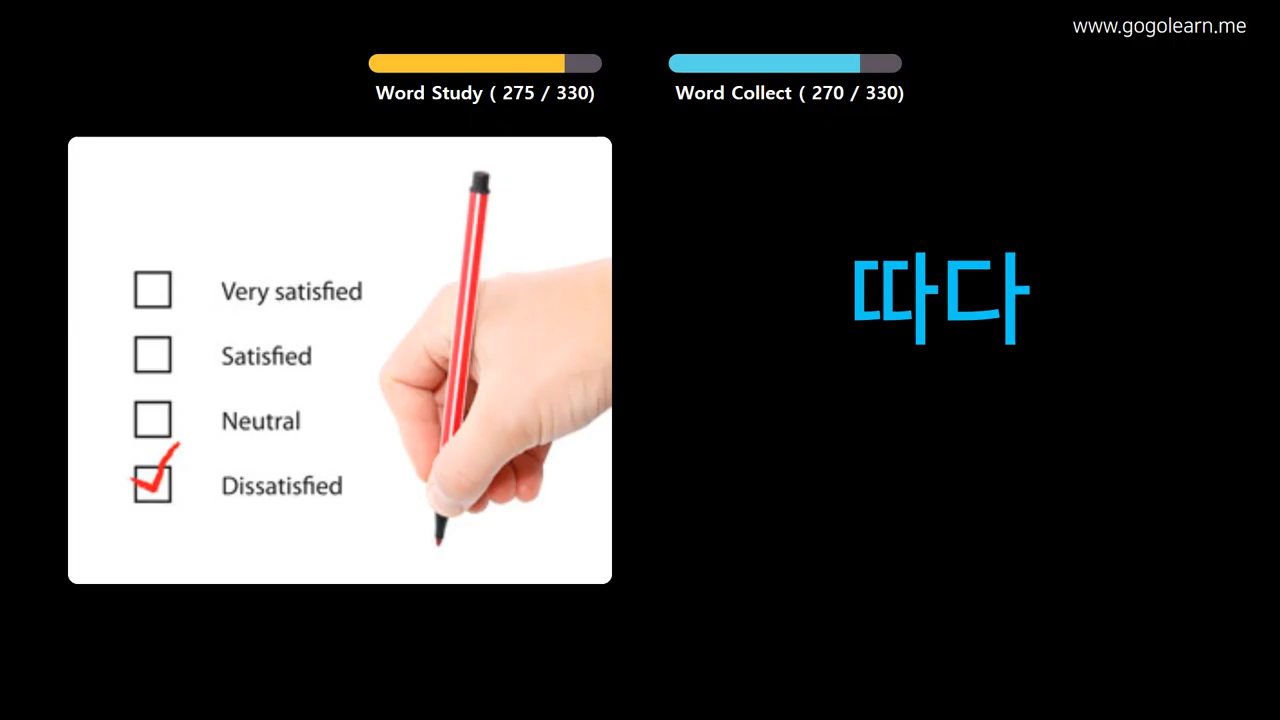 www.gogolearn.me
Word Study ( 275 / 330)
Word Collect ( 270 / 330)
Very satisfied
Satisfied
Neutral
Dissatisfied
따다